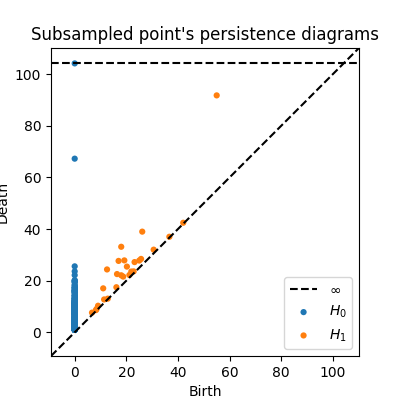 Subsampled point's persistence diagrams
100
80
60
40
20
0
Death
∞
H₀
H₁
0 20 40 60 80 100
Birth